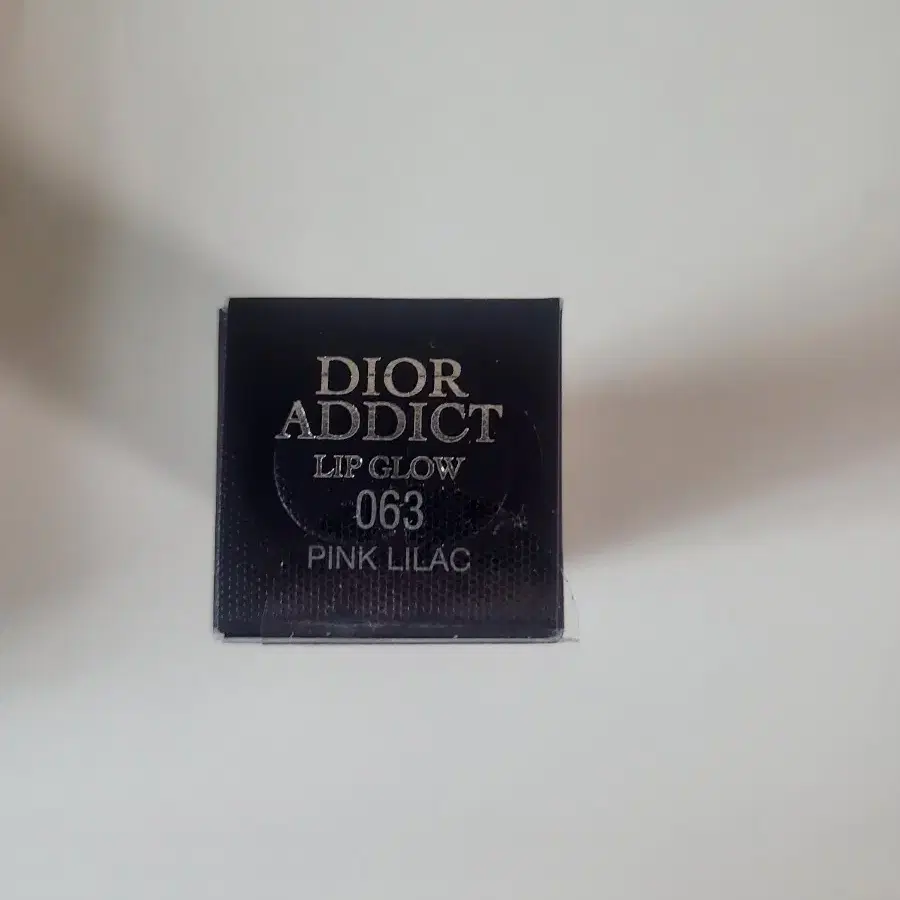 DIOR
ADDICT
LIP GLOW
063
PINK LILAC